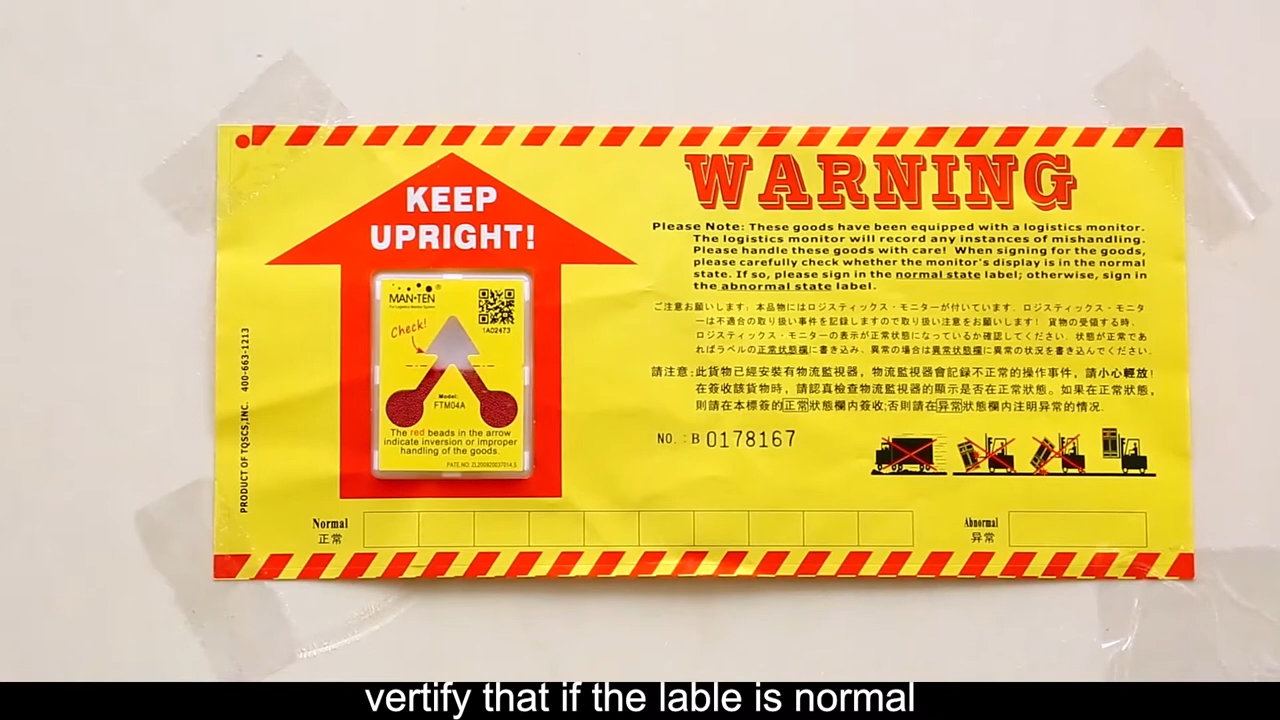 KEEP
UPRIGHT!
MAN·TEN®
1A02473
Check!
Model:
FTM04A
The red beads in the arrow
indicate inversion or improper
handling of the goods.
PATE.NO: ZL200920037014.5
PRODUCT OF TQSCS,INC. 400-663-1213
WARNING
Please Note: These goods have been equipped with a logistics monitor.
The logistics monitor will record any instances of mishandling.
Please handle these goods with care! When signing for the goods,
please carefully check whether the monitor's display is in the normal
state. If so, please sign in the normal state label; otherwise, sign in
the abnormal state label.
ご注意お願いします: 本品物にはロジスティックス・モニターが付いています. ロジスティックス・モニタ
ーは不適合の取り扱い事件を記録しますので取り扱い注意をお願いします! 貨物の受領する時、
ロジスティックス・モニターの表示が正常状態になっているか確認してください. 状態が正常であ
ればラベルの正常状態欄に書き込み、異常の場合は異常状態欄に異常の状況を書き込んでください.
請注意:此貨物已經安裝有物流監視器，物流監視器會記録不正常的操作事件，請小心輕放!
在簽收該貨物時，請認真檢查物流監視器的顯示是否在正常狀態。如果在正常狀態，
則請在本標簽的正常狀態欄内簽收;否則請在异常狀態欄内注明异常的情况.
NO.:B 0178167
Normal
正常
Abnormal
异常
vertify that if the lable is normal